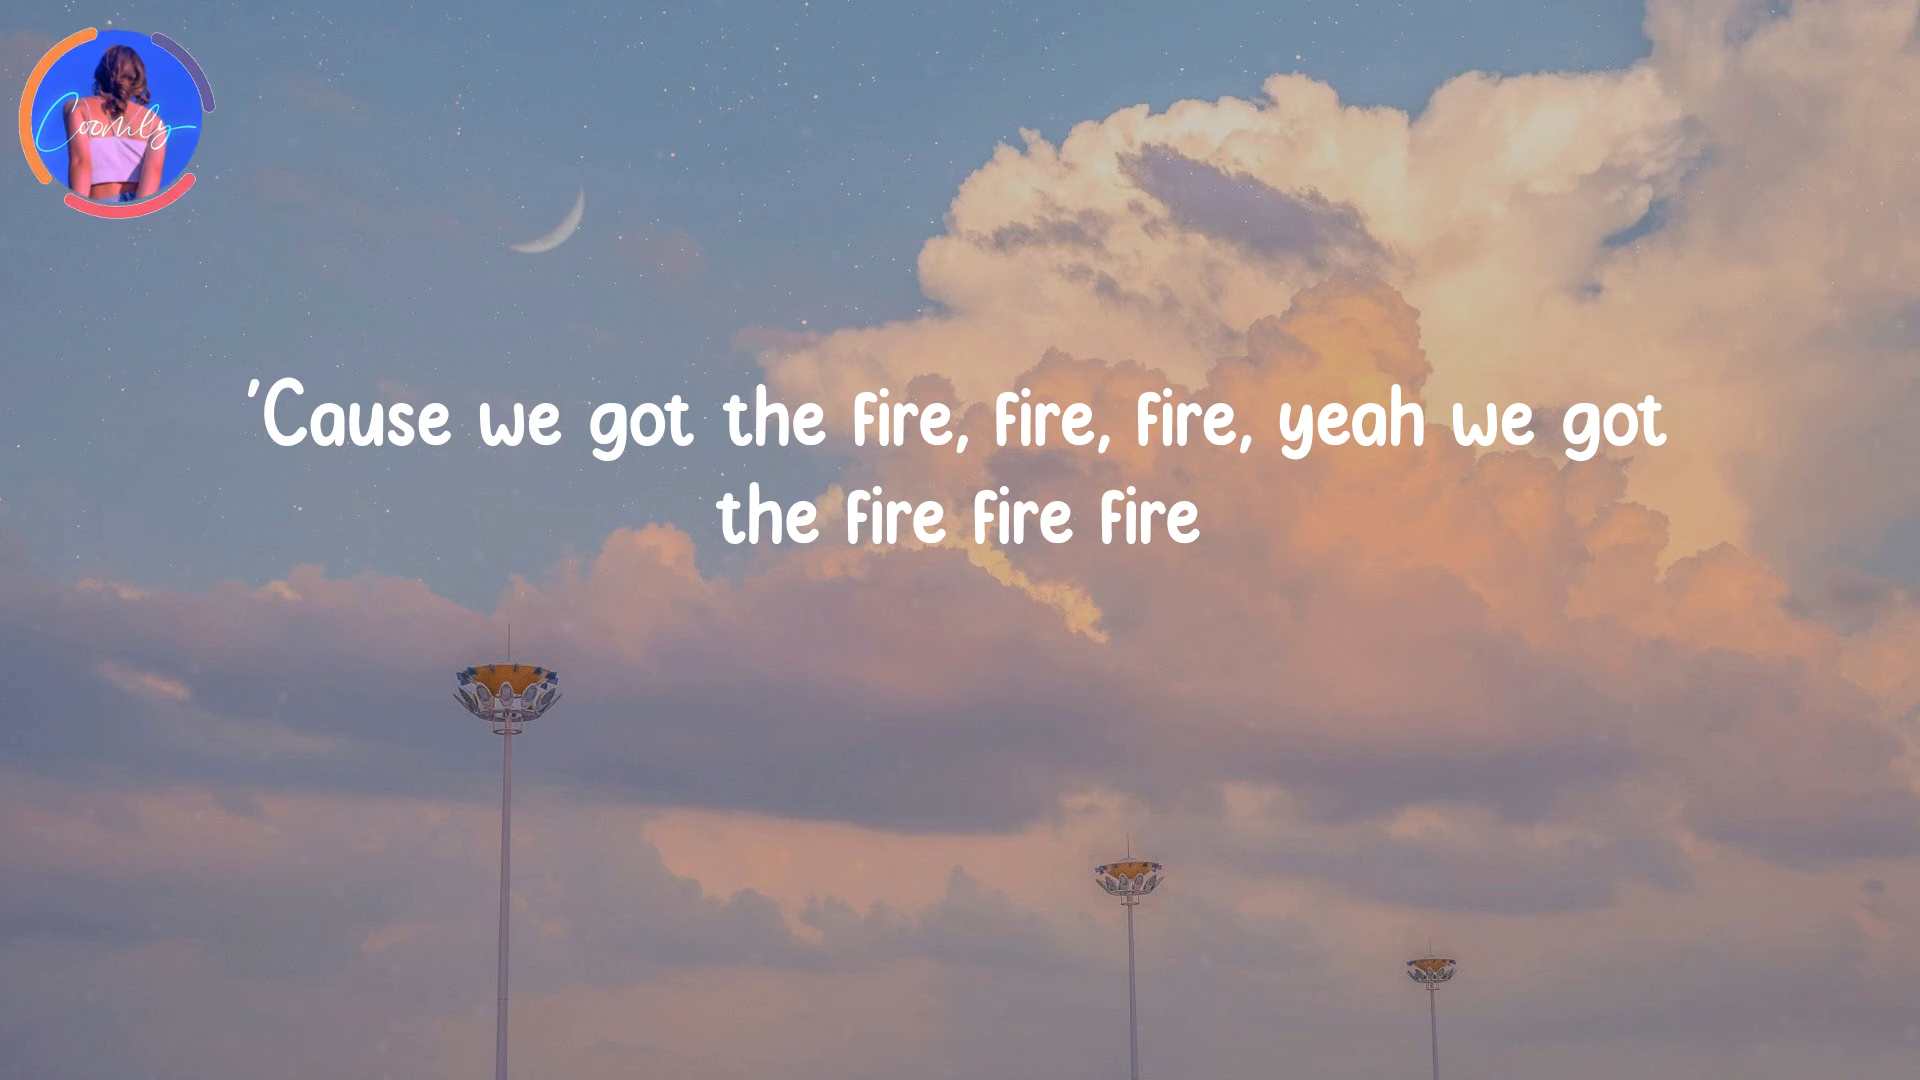 Coomly
'Cause we got the fire, fire, fire, yeah we got
the fire fire fire